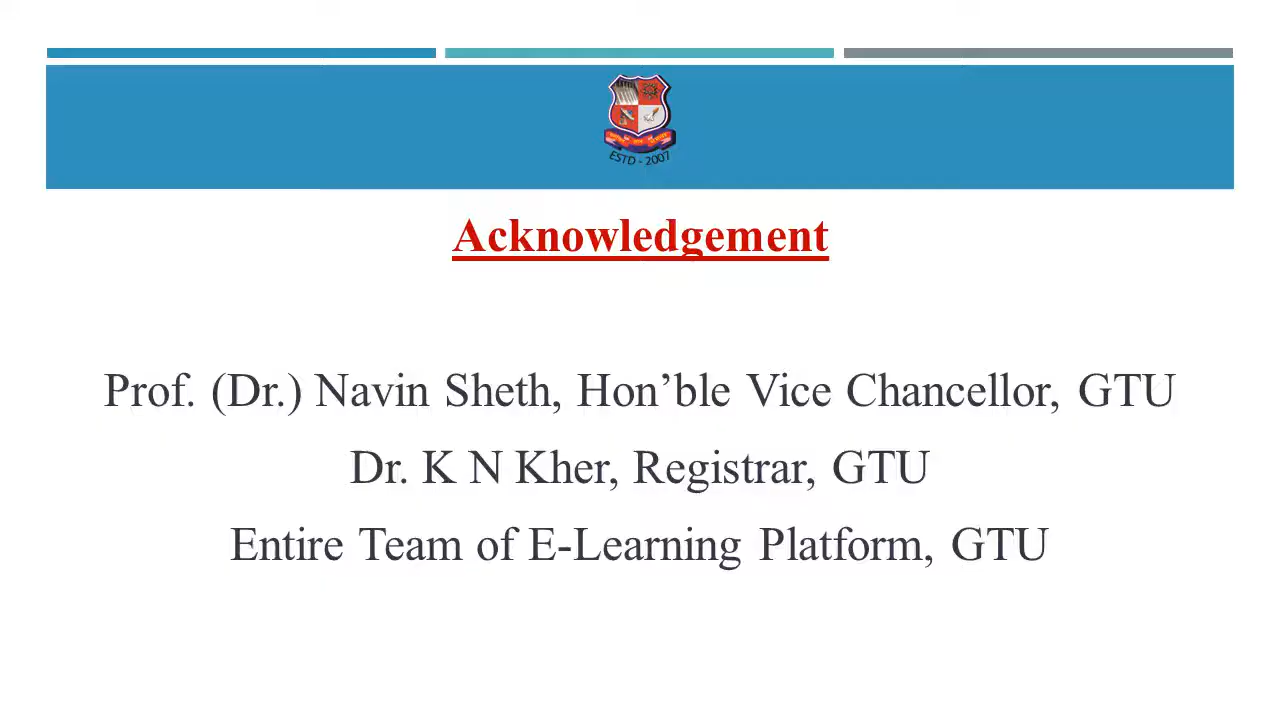 ESTD - 2007
Acknowledgement
Prof. (Dr.) Navin Sheth, Hon’ble Vice Chancellor, GTU
Dr. K N Kher, Registrar, GTU
Entire Team of E-Learning Platform, GTU